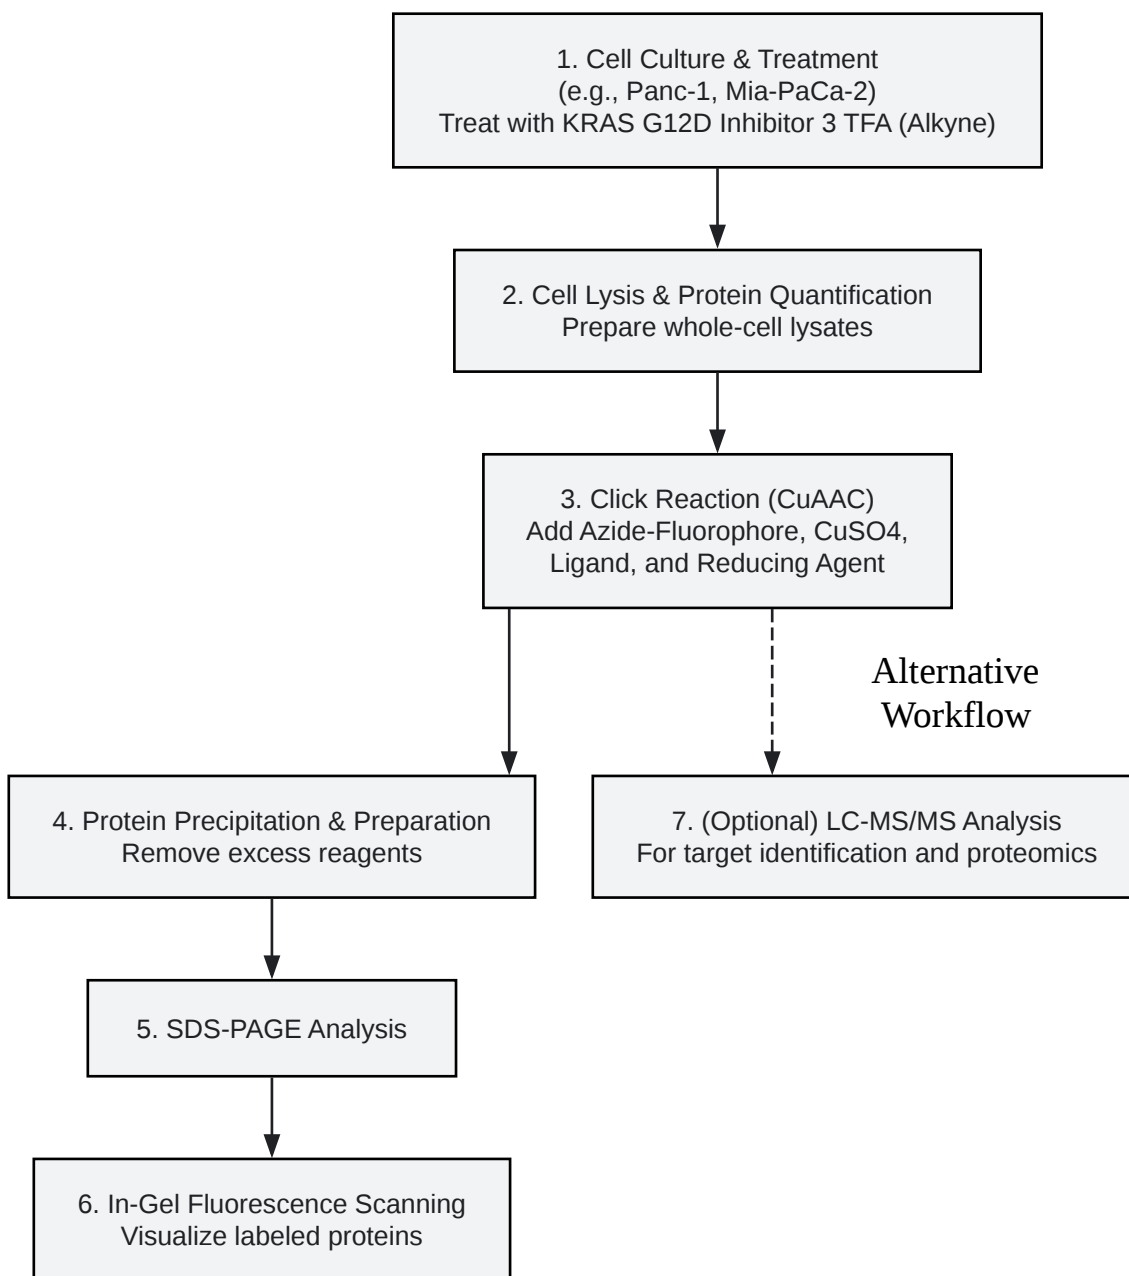 1. Cell Culture & Treatment
(e.g., Panc-1, Mia-PaCa-2)
Treat with KRAS G12D Inhibitor 3 TFA (Alkyne)
2. Cell Lysis & Protein Quantification
Prepare whole-cell lysates
3. Click Reaction (CuAAC)
Add Azide-Fluorophore, CuSO4,
Ligand, and Reducing Agent
Alternative
Workflow
4. Protein Precipitation & Preparation
Remove excess reagents
7. (Optional) LC-MS/MS Analysis
For target identification and proteomics
5. SDS-PAGE Analysis
6. In-Gel Fluorescence Scanning
Visualize labeled proteins